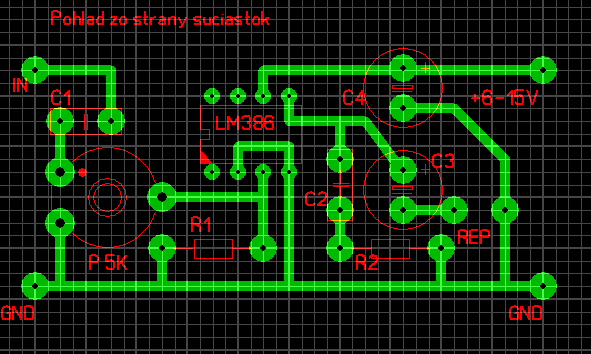 Pohlad zo strany suciastok
IN
C1
C4
+
+6-15V
LM386
C3
+
C2
R1
REP
P 5K
R2
GND
GND